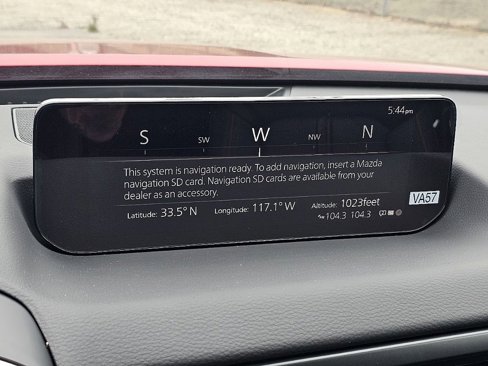 5:44pm
S SW W NW N
This system is navigation ready. To add navigation, insert a Mazda
navigation SD card. Navigation SD cards are available from your
dealer as an accessory.
Latitude: 33.5° N Longitude: 117.1° W Altitude: 1023feet
104.3 104.3
VA57